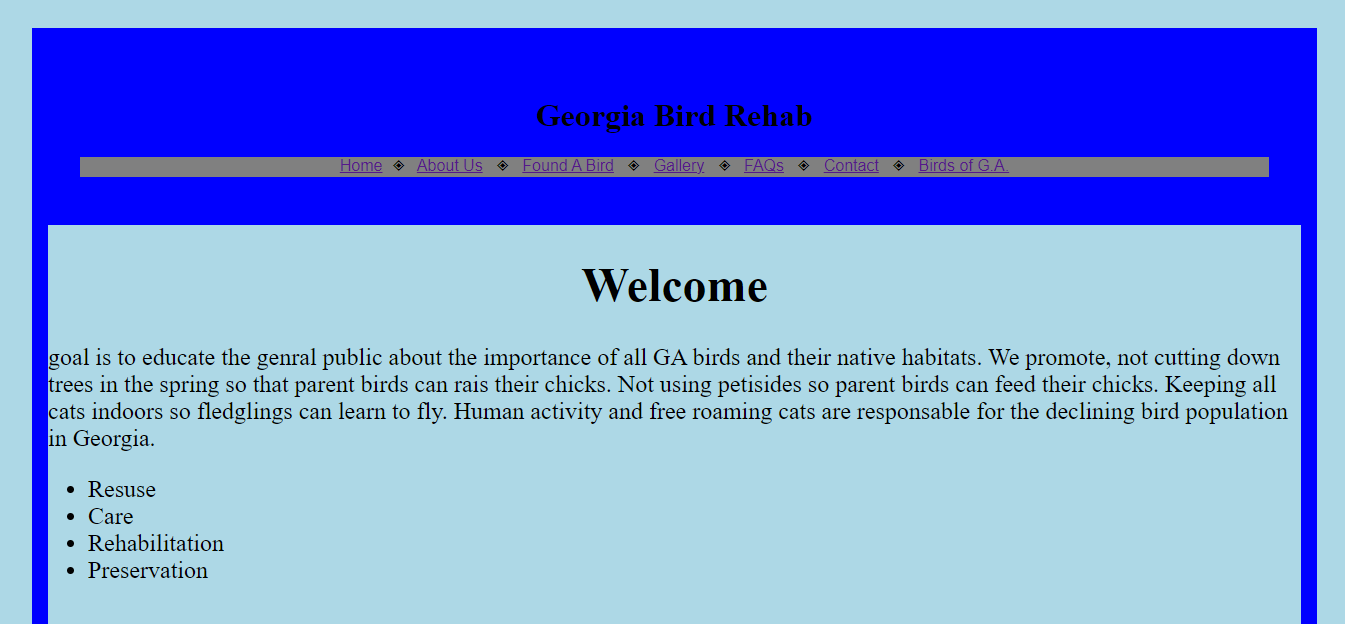 Georgia Bird Rehab
Home ◈ About Us ◈ Found A Bird ◈ Gallery ◈ FAQs ◈ Contact ◈ Birds of G.A.
Welcome
goal is to educate the genral public about the importance of all GA birds and their native habitats. We promote, not cutting down
trees in the spring so that parent birds can rais their chicks. Not using petisides so parent birds can feed their chicks. Keeping all
cats indoors so fledglings can learn to fly. Human activity and free roaming cats are responsable for the declining bird population
in Georgia.
• Resuse
• Care
• Rehabilitation
• Preservation